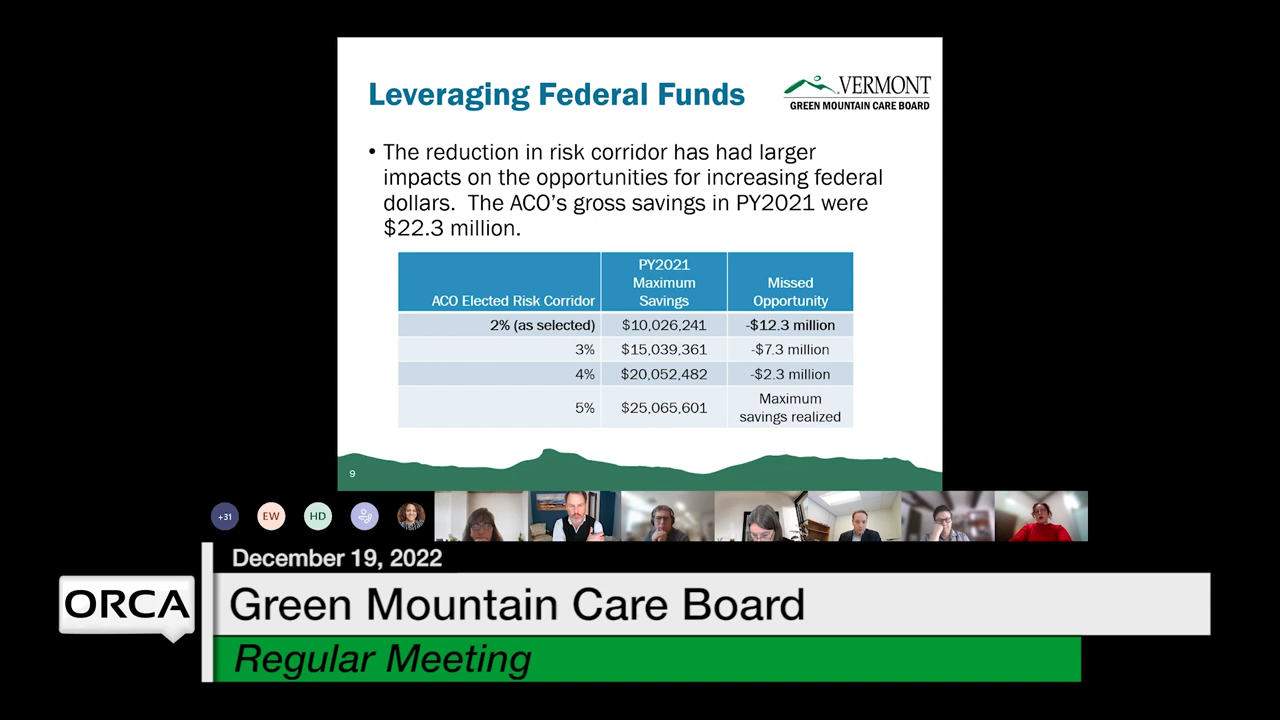 Leveraging Federal Funds
VERMONT
GREEN MOUNTAIN CARE BOARD
• The reduction in risk corridor has had larger
impacts on the opportunities for increasing federal
dollars. The ACO's gross savings in PY2021 were
$22.3 million.
ACO Elected Risk Corridor
PY2021
Maximum
Savings
Missed
Opportunity
2% (as selected) $10,026,241 -$12.3 million
3% $15,039,361 -$7.3 million
4% $20,052,482 -$2.3 million
5% $25,065,601
Maximum
savings realized
9
+31 EW HD
December 19, 2022
ORCA
Green Mountain Care Board
Regular Meeting